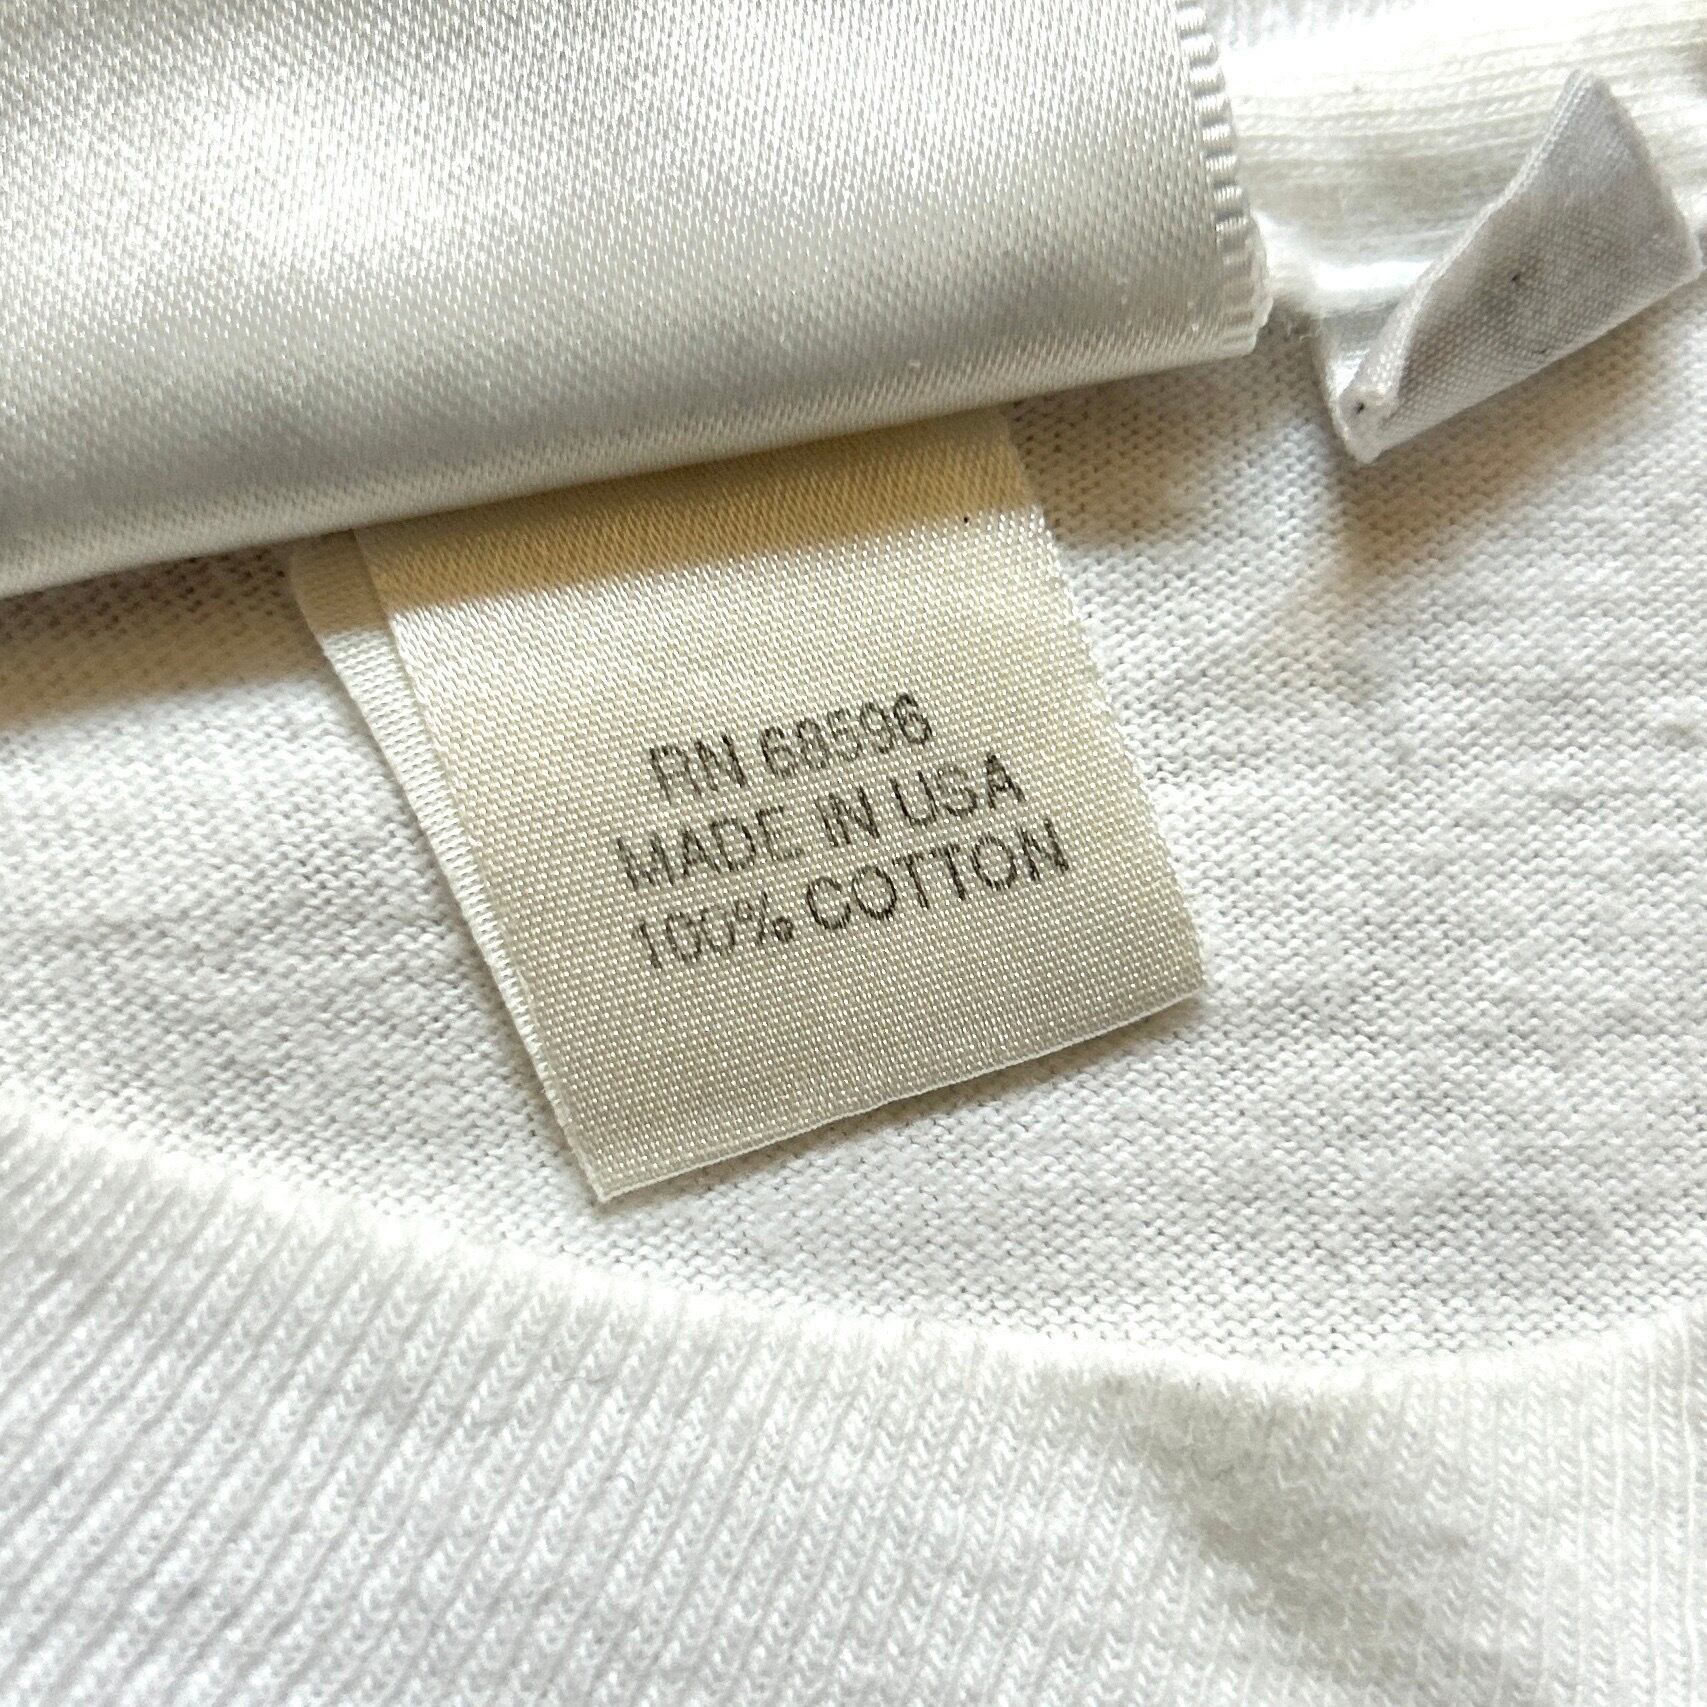 RN 68596
MADE IN USA
100% COTTON